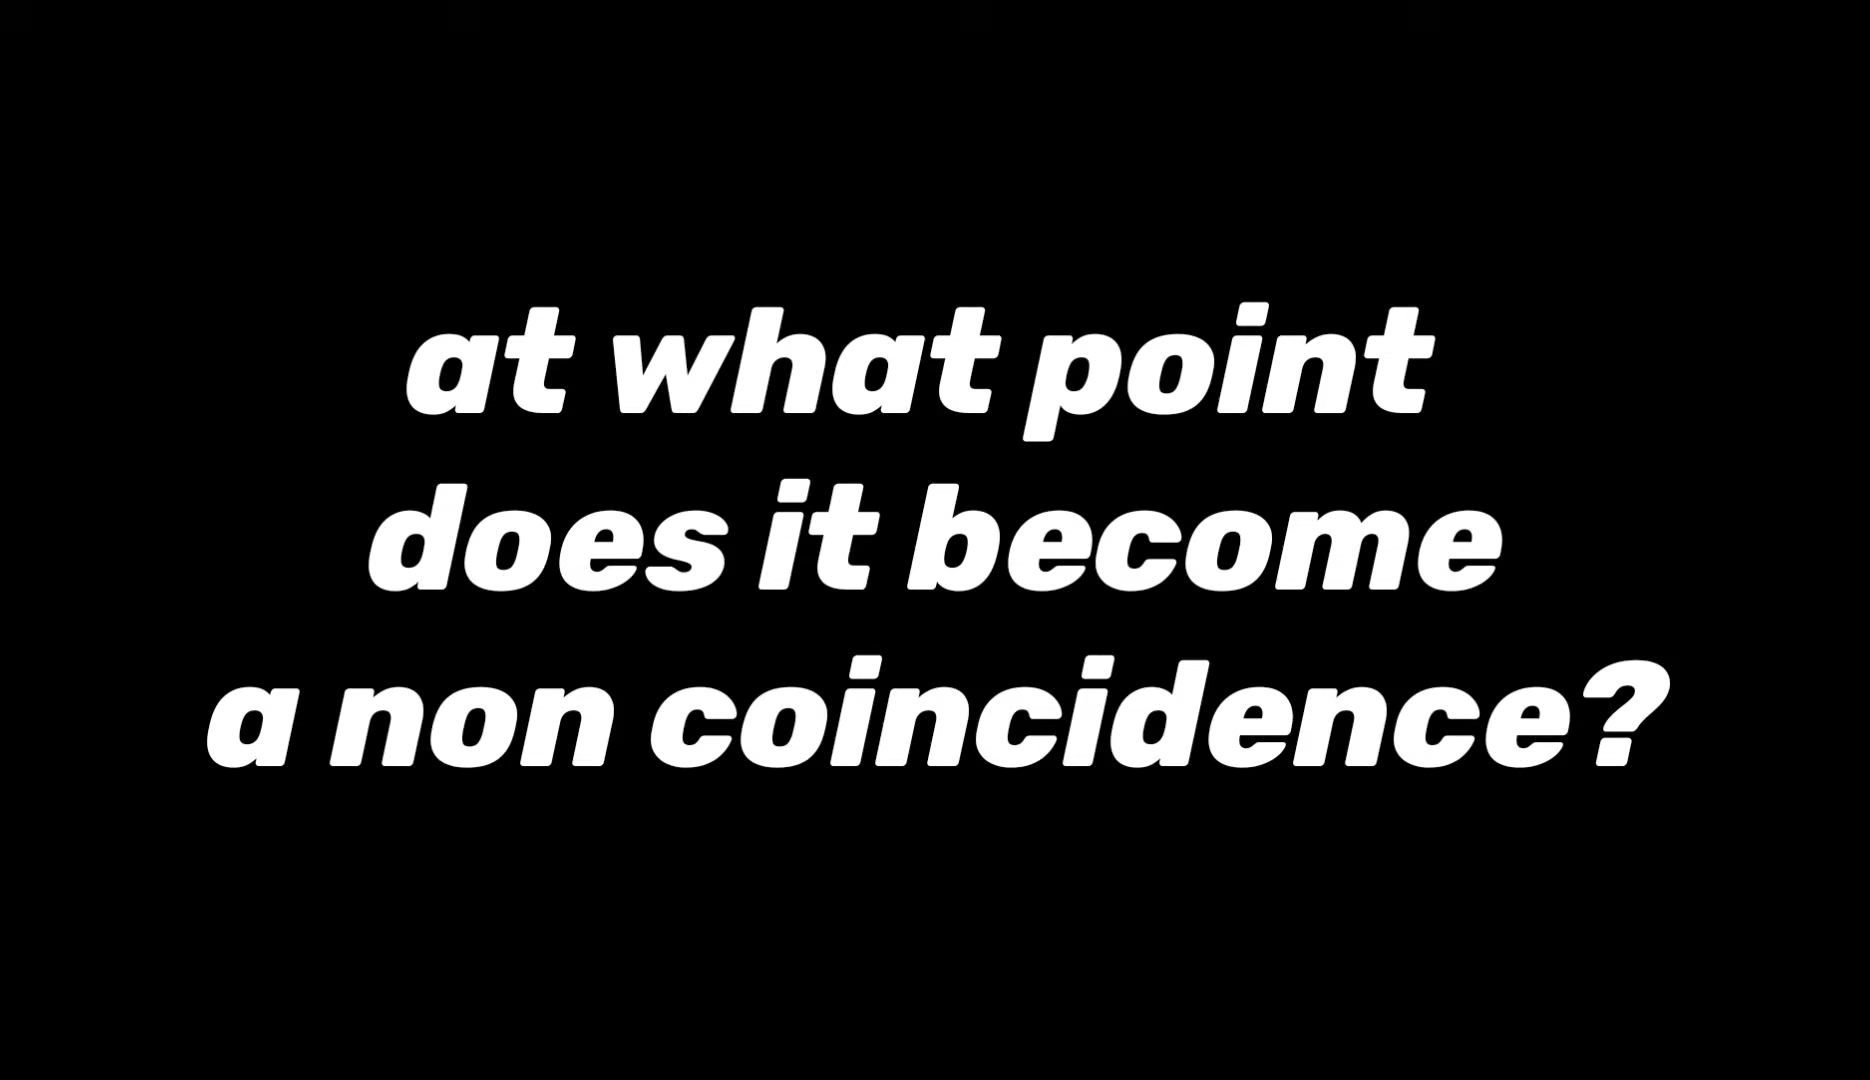 at what point
does it become
a non coincidence?